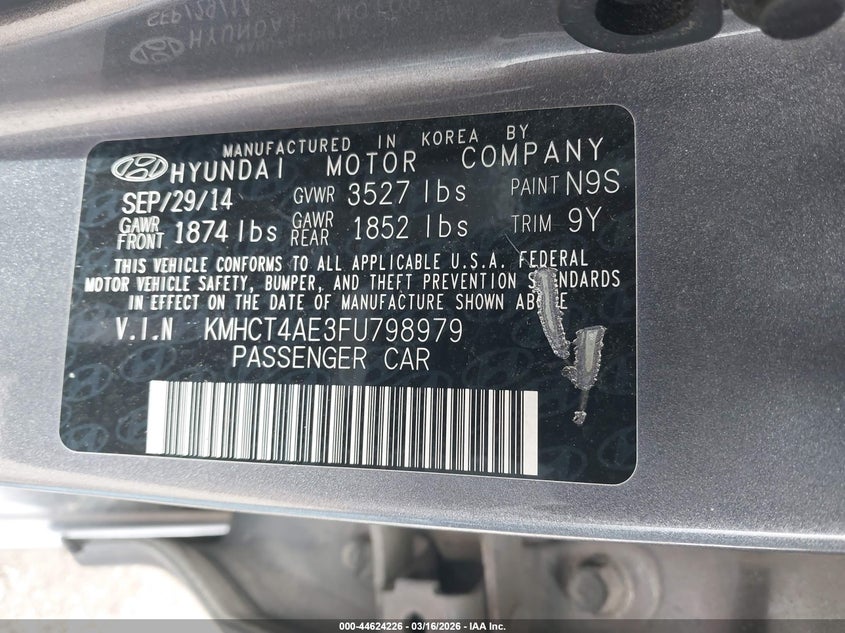 MANUFACTURED IN KOREA BY
HYUNDAI MOTOR COMPANY
SEP/29/14 GVWR 3527 lbs PAINT N9S
GAWR FRONT 1874 lbs GAWR REAR 1852 lbs TRIM 9Y
THIS VEHICLE CONFORMS TO ALL APPLICABLE U.S.A. FEDERAL
MOTOR VEHICLE SAFETY, BUMPER, AND THEFT PREVENTION STANDARDS
IN EFFECT ON THE DATE OF MANUFACTURE SHOWN ABOVE
V.I.N KMHCT4AE3FU798979
PASSENGER CAR
000-44624226 - 03/16/2026 - IAA Inc.